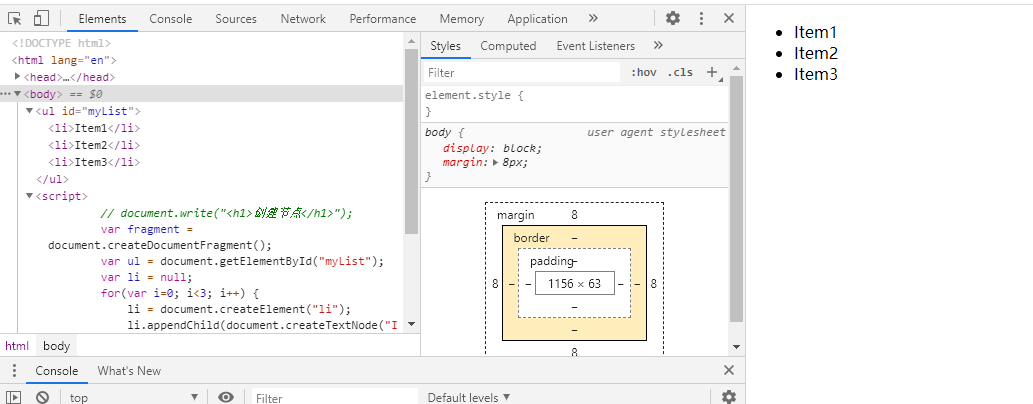 Elements Console Sources Network Performance Memory Application »
<!DOCTYPE html>
<html lang="en">
<head>…</head>
<body> == $0
<ul id="myList">
<li>Item1</li>
<li>Item2</li>
<li>Item3</li>
</ul>
<script>
// document.write("<h1>创建节点</h1>");
var fragment =
document.createDocumentFragment();
var ul = document.getElementById("myList");
var li = null;
for(var i=0; i<3; i++) {
li = document.createElement("li");
li.appendChild(document.createTextNode("I
html body
Styles Computed Event Listeners »
Filter :hov .cls +
element.style {
}
body { user agent stylesheet
display: block;
margin: 8px;
}
margin 8
border –
padding –
8 – – 1156 × 63 – – 8
–
–
8
Console What's New
top Filter Default levels
Item1
Item2
Item3